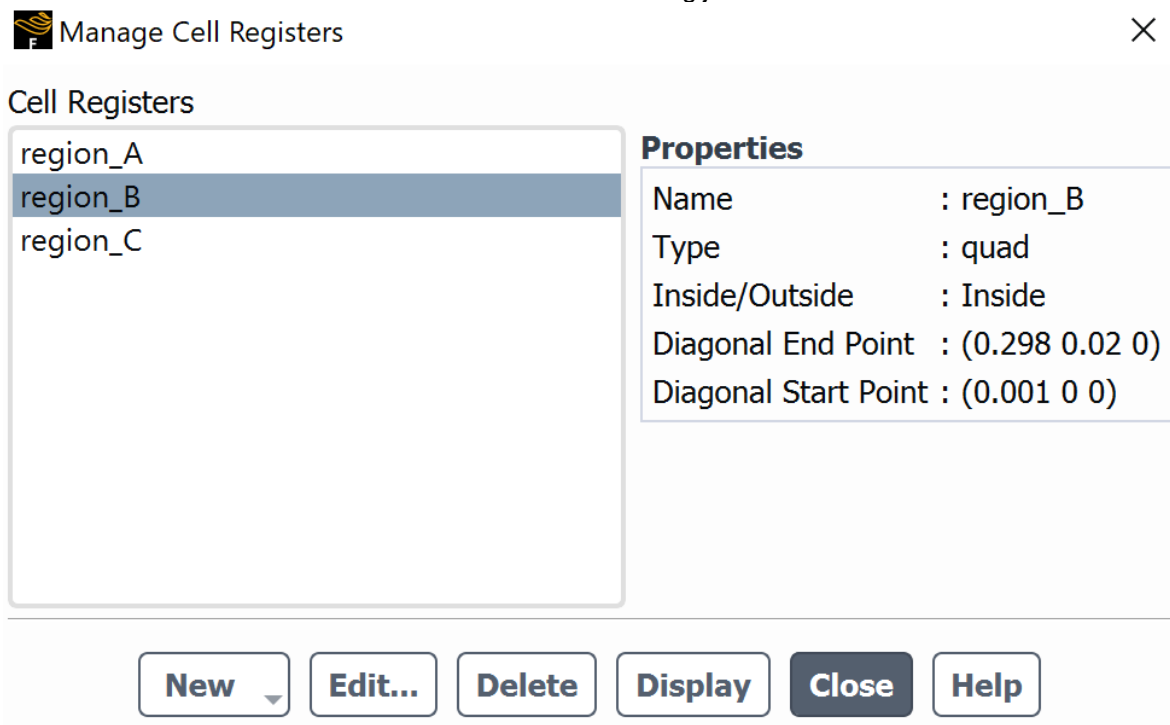 Manage Cell Registers
Cell Registers
region_A
region_B
region_C
Properties
Name : region_B
Type : quad
Inside/Outside : Inside
Diagonal End Point : (0.298 0.02 0)
Diagonal Start Point : (0.001 0 0)
New Edit... Delete Display Close Help